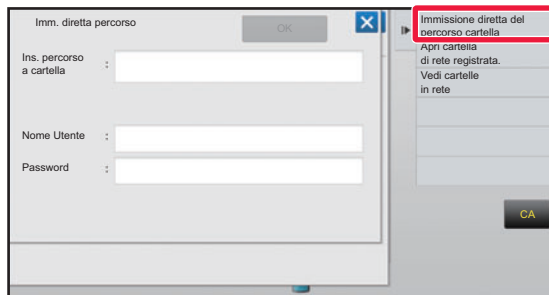 Imm. diretta percorso
OK
Ins. percorso
a cartella
:
Nome Utente :
Password :
Immissione diretta del
percorso cartella
Apri cartella
di rete registrata.
Vedi cartelle
in rete
CA